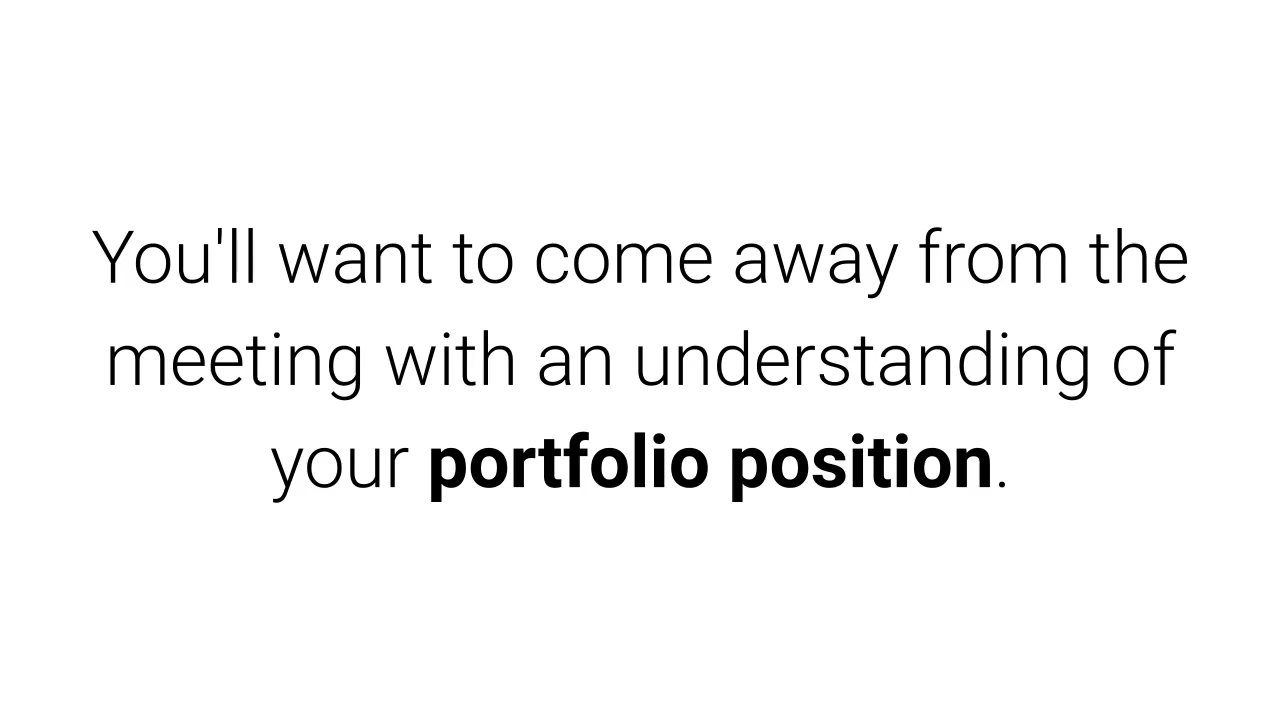 You'll want to come away from the
meeting with an understanding of
your portfolio position.